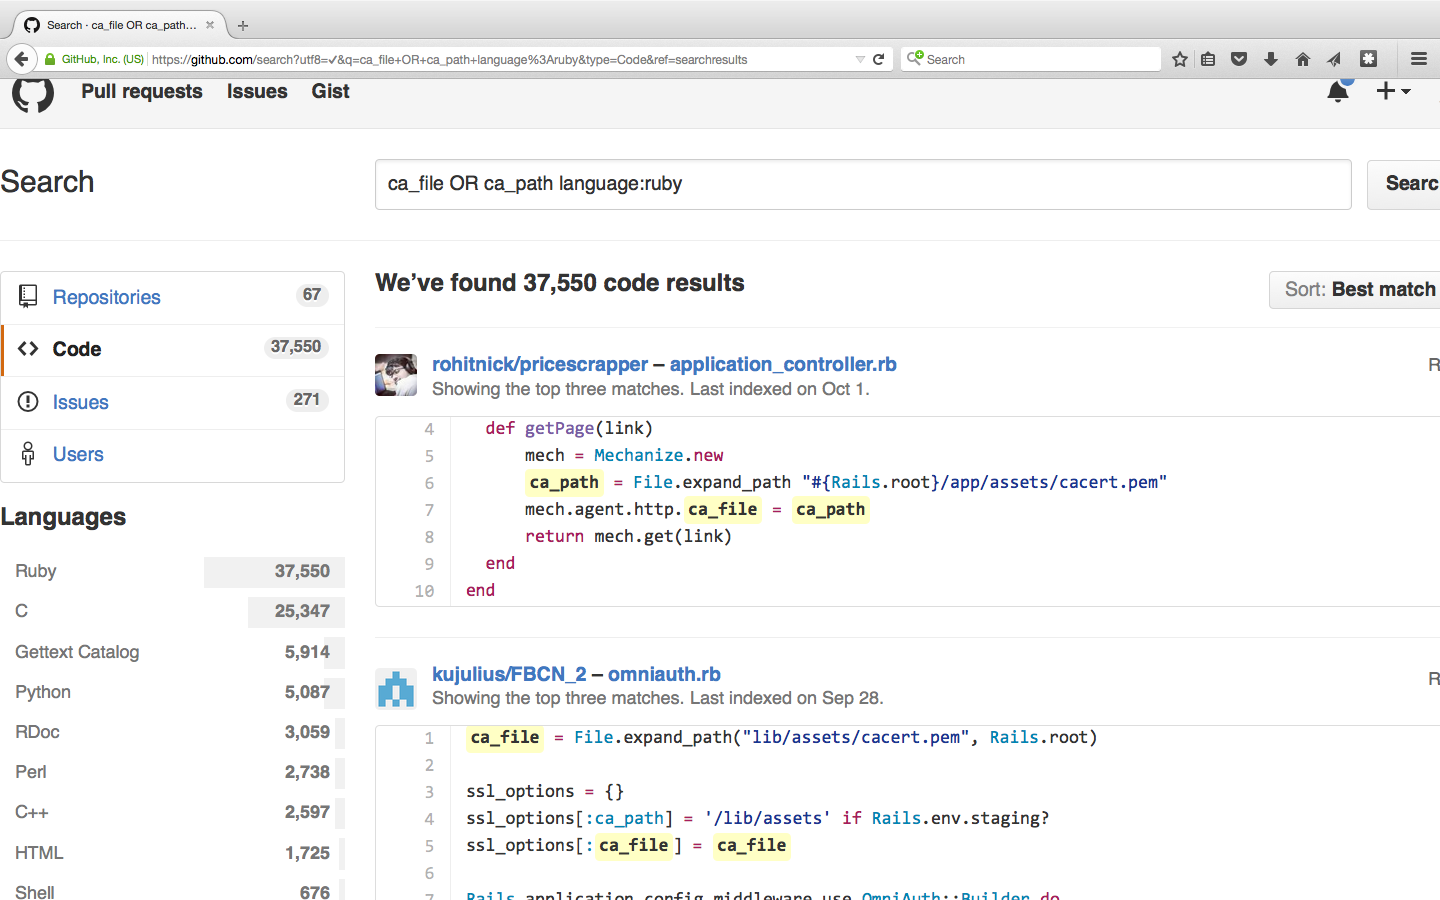 Search · ca_file OR ca_path...
GitHub, Inc. (US) https://github.com/search?utf8=✓&q=ca_file+OR+ca_path+language%3Aruby&type=Code&ref=searchresults
Search
Pull requests Issues Gist
Search
ca_file OR ca_path language:ruby
Searc
Repositories 67
Code 37,550
Issues 271
Users
Languages
Ruby 37,550
C 25,347
Gettext Catalog 5,914
Python 5,087
RDoc 3,059
Perl 2,738
C++ 2,597
HTML 1,725
Shell 676
We’ve found 37,550 code results
Sort: Best match
rohitnick/pricescrapper – application_controller.rb
R
Showing the top three matches. Last indexed on Oct 1.
4 def getPage(link)
5 mech = Mechanize.new
6 ca_path = File.expand_path "#{Rails.root}/app/assets/cacert.pem"
7 mech.agent.http.ca_file = ca_path
8 return mech.get(link)
9 end
10 end
kujulius/FBCN_2 – omniauth.rb
R
Showing the top three matches. Last indexed on Sep 28.
1 ca_file = File.expand_path("lib/assets/cacert.pem", Rails.root)
2
3 ssl_options = {}
4 ssl_options[:ca_path] = '/lib/assets' if Rails.env.staging?
5 ssl_options[:ca_file] = ca_file
6
7 Rails.application.config.middleware.use OmniAuth::Builder do